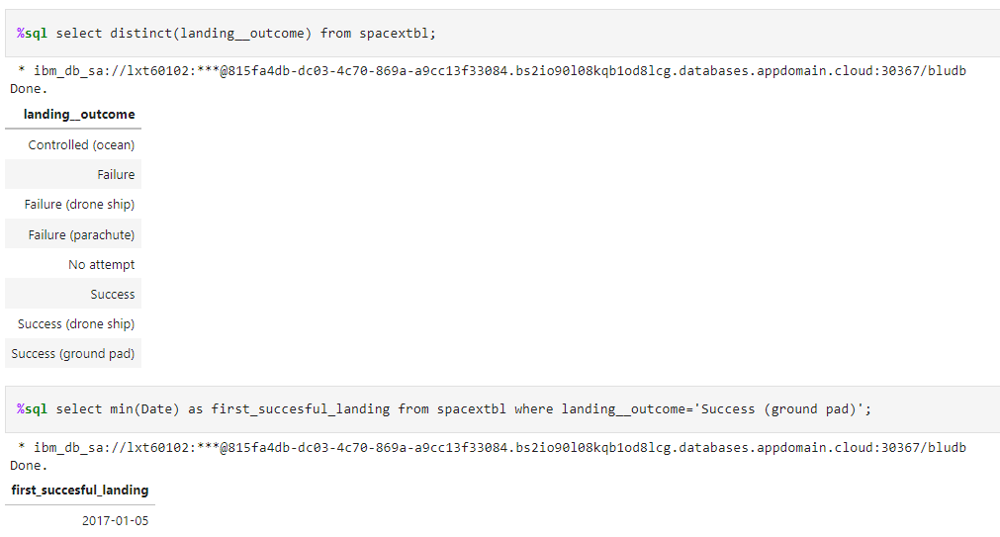 %sql select distinct(landing__outcome) from spacextbl;
* ibm_db_sa://lxt60102:***@815fa4db-dc03-4c70-869a-a9cc13f33084.bs2io90l08kqb1od8lcg.databases.appdomain.cloud:30367/bludb
Done.
landing__outcome
Controlled (ocean)
Failure
Failure (drone ship)
Failure (parachute)
No attempt
Success
Success (drone ship)
Success (ground pad)
%sql select min(Date) as first_succesful_landing from spacextbl where landing__outcome='Success (ground pad)';
* ibm_db_sa://lxt60102:***@815fa4db-dc03-4c70-869a-a9cc13f33084.bs2io90l08kqb1od8lcg.databases.appdomain.cloud:30367/bludb
Done.
first_succesful_landing
2017-01-05